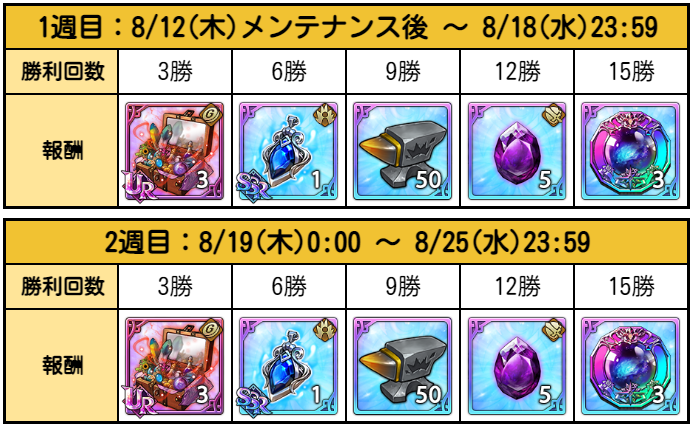 1週目：8/12(木)メンテナンス後 ～ 8/18(水)23:59
勝利回数 3勝 6勝 9勝 12勝 15勝
報酬 UR G 3 SSR 1 50 5 3
2週目：8/19(木)0:00 ～ 8/25(水)23:59
勝利回数 3勝 6勝 9勝 12勝 15勝
報酬 UR G 3 SSR 1 50 5 3